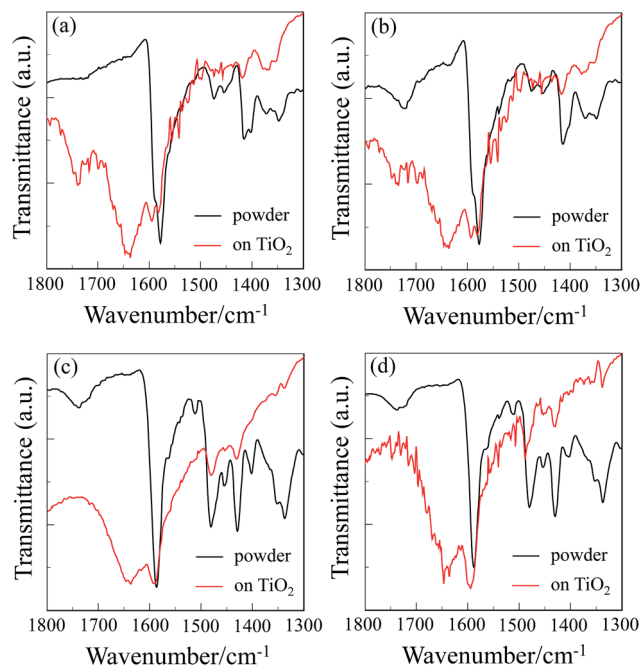 (a)
Transmittance (a.u.)
powder
on TiO₂
1800 1700 1600 1500 1400 1300
Wavenumber/cm⁻¹
(b)
Transmittance (a.u.)
powder
on TiO₂
1800 1700 1600 1500 1400 1300
Wavenumber/cm⁻¹
(c)
Transmittance (a.u.)
powder
on TiO₂
1800 1700 1600 1500 1400 1300
Wavenumber/cm⁻¹
(d)
Transmittance (a.u.)
powder
on TiO₂
1800 1700 1600 1500 1400 1300
Wavenumber/cm⁻¹